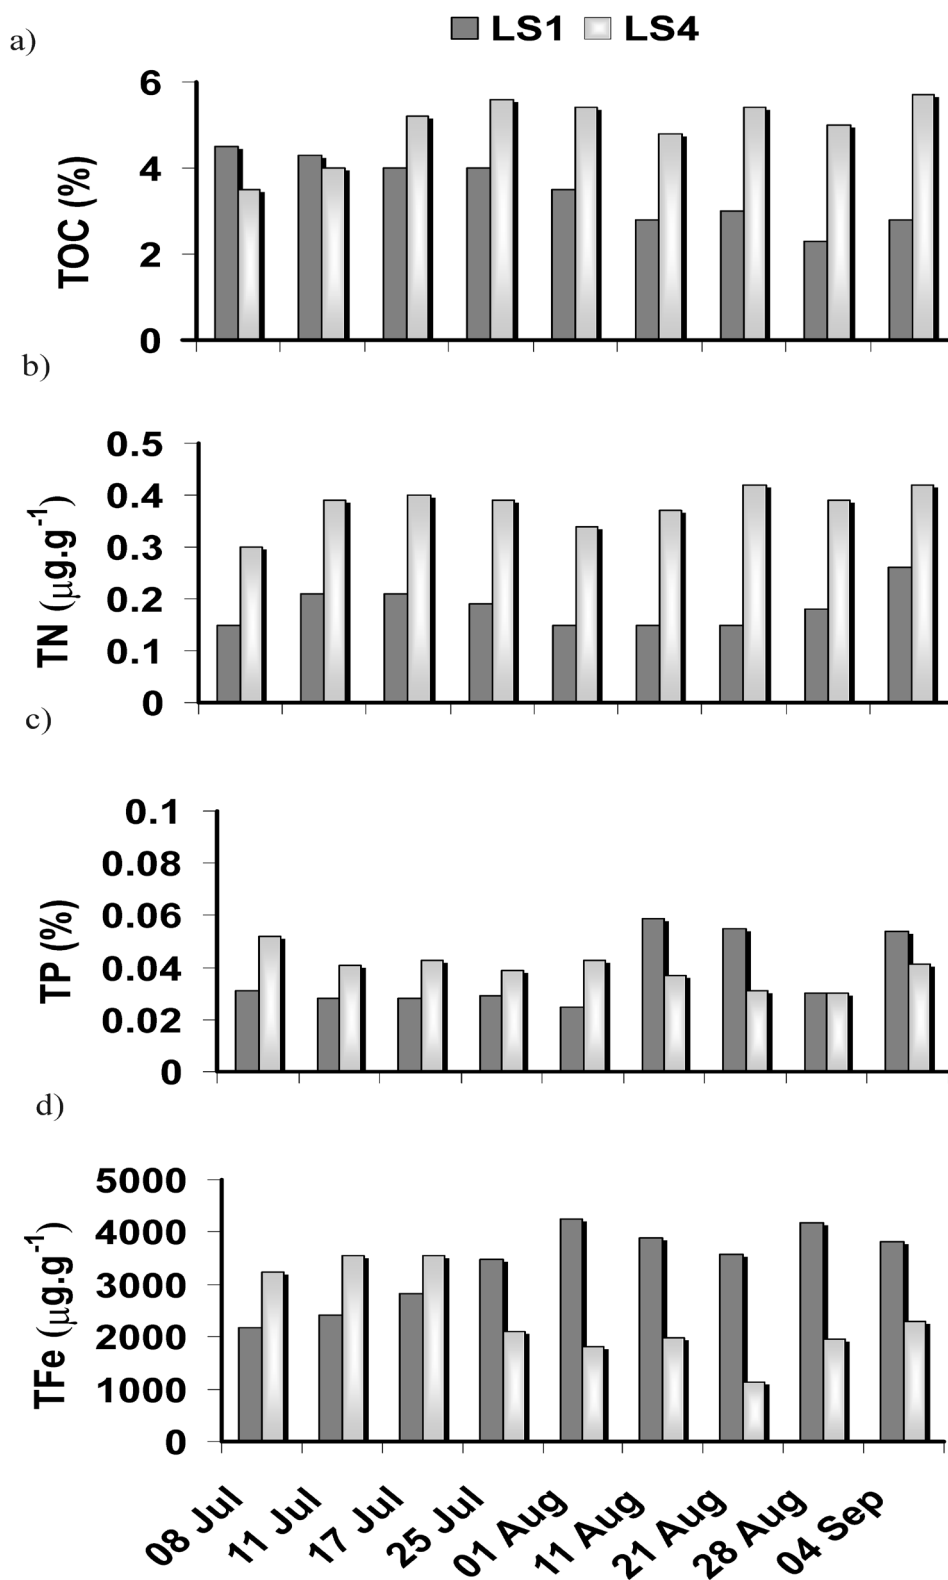 LS1 LS4
a)
TOC (%)
6
4
2
0
b)
TN (μg.g-1)
0.5
0.4
0.3
0.2
0.1
0
c)
TP (%)
0.1
0.08
0.06
0.04
0.02
0
d)
TFe (μg.g-1)
5000
4000
3000
2000
1000
0
08 Jul
11 Jul
17 Jul
25 Jul
01 Aug
11 Aug
21 Aug
28 Aug
04 Sep